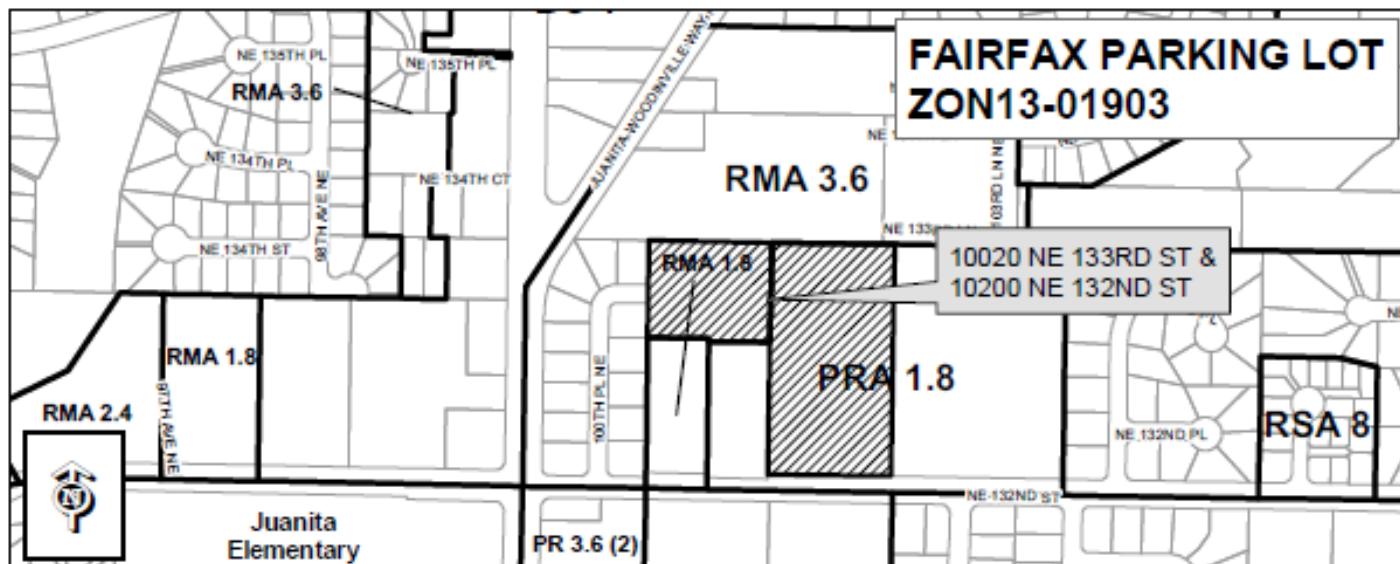 FAIRFAX PARKING LOT
ZON13-01903
NE 135TH PL
NE 135TH PL
RMA 3.6
JUANITA-WOODINVILLE-WAY
NE 134TH PL
NE 134TH CT
RMA 3.6
98TH AVE NE
103RD LN NE
NE 134TH ST
NE 133RD
10020 NE 133RD ST &
10200 NE 132ND ST
RMA 1.8
RMA 1.8
PRA 1.8
100TH PL NE
97TH AVE NE
RMA 2.4
NE 132ND PL
RSA 8
N
NE 132ND ST
Juanita
Elementary
PR 3.6 (2)